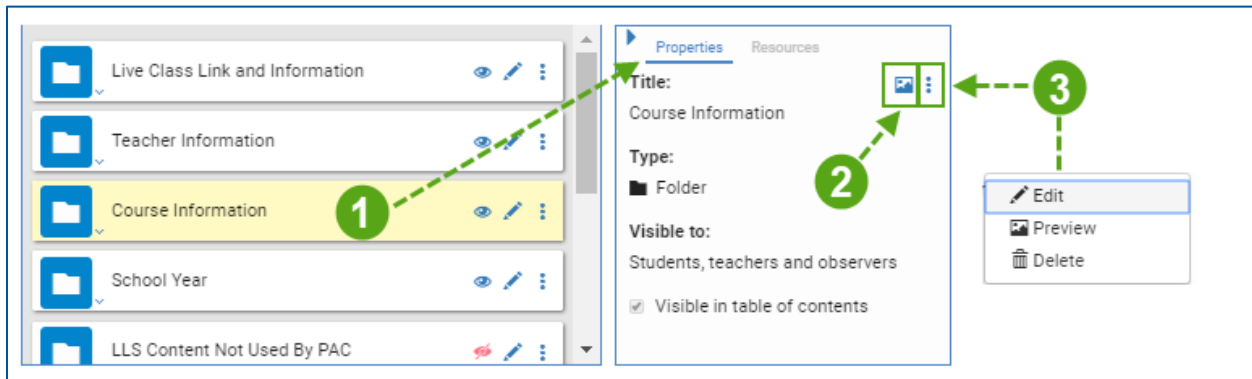 Live Class Link and Information
Teacher Information
Course Information
School Year
LLS Content Not Used By PAC
1
Properties Resources
Title:
Course Information
Type:
Folder
Visible to:
Students, teachers and observers
Visible in table of contents
2
3
Edit
Preview
Delete